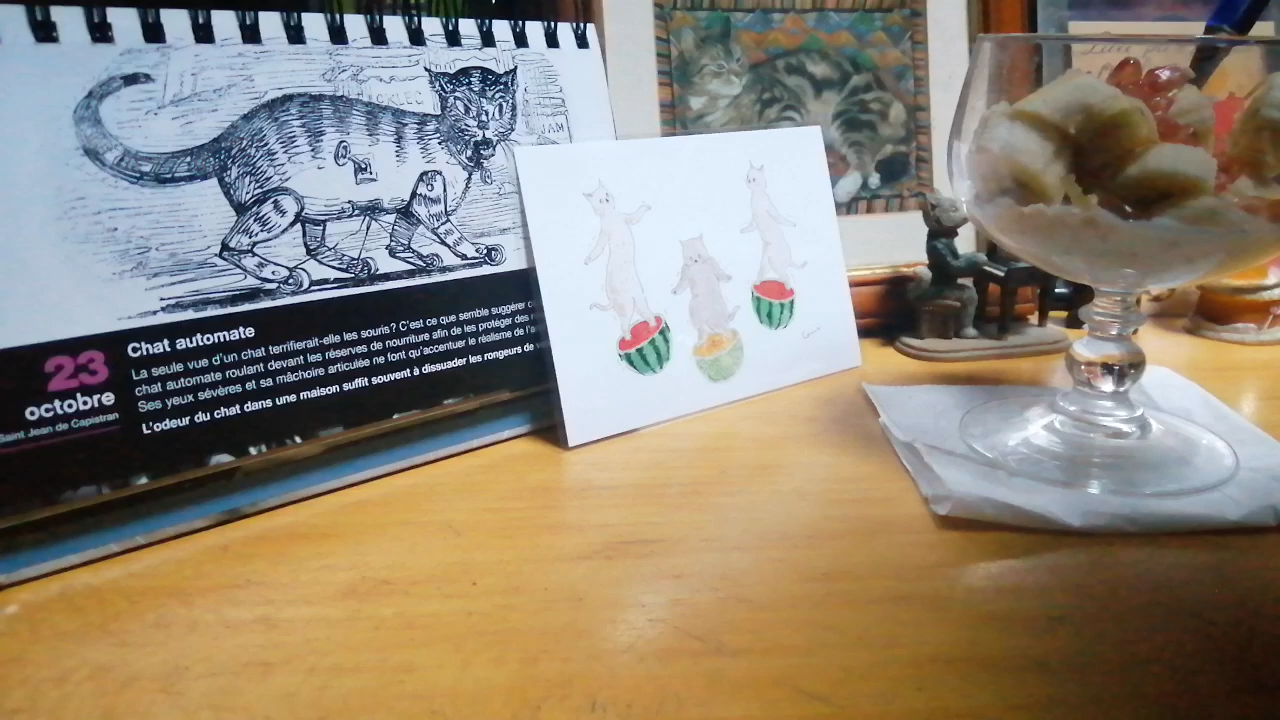 JAM
23
octobre
Saint Jean de Capistran
Chat automate
La seule vue d'un chat terrifierait-elle les souris? C'est ce que semble suggérer
chat automate roulant devant les réserves de nourriture afin de les protéger des
Ses yeux sévères et sa mâchoire articulée ne font qu'accentuer le réalisme de
L'odeur du chat dans une maison suffit souvent à dissuader les rongeurs de